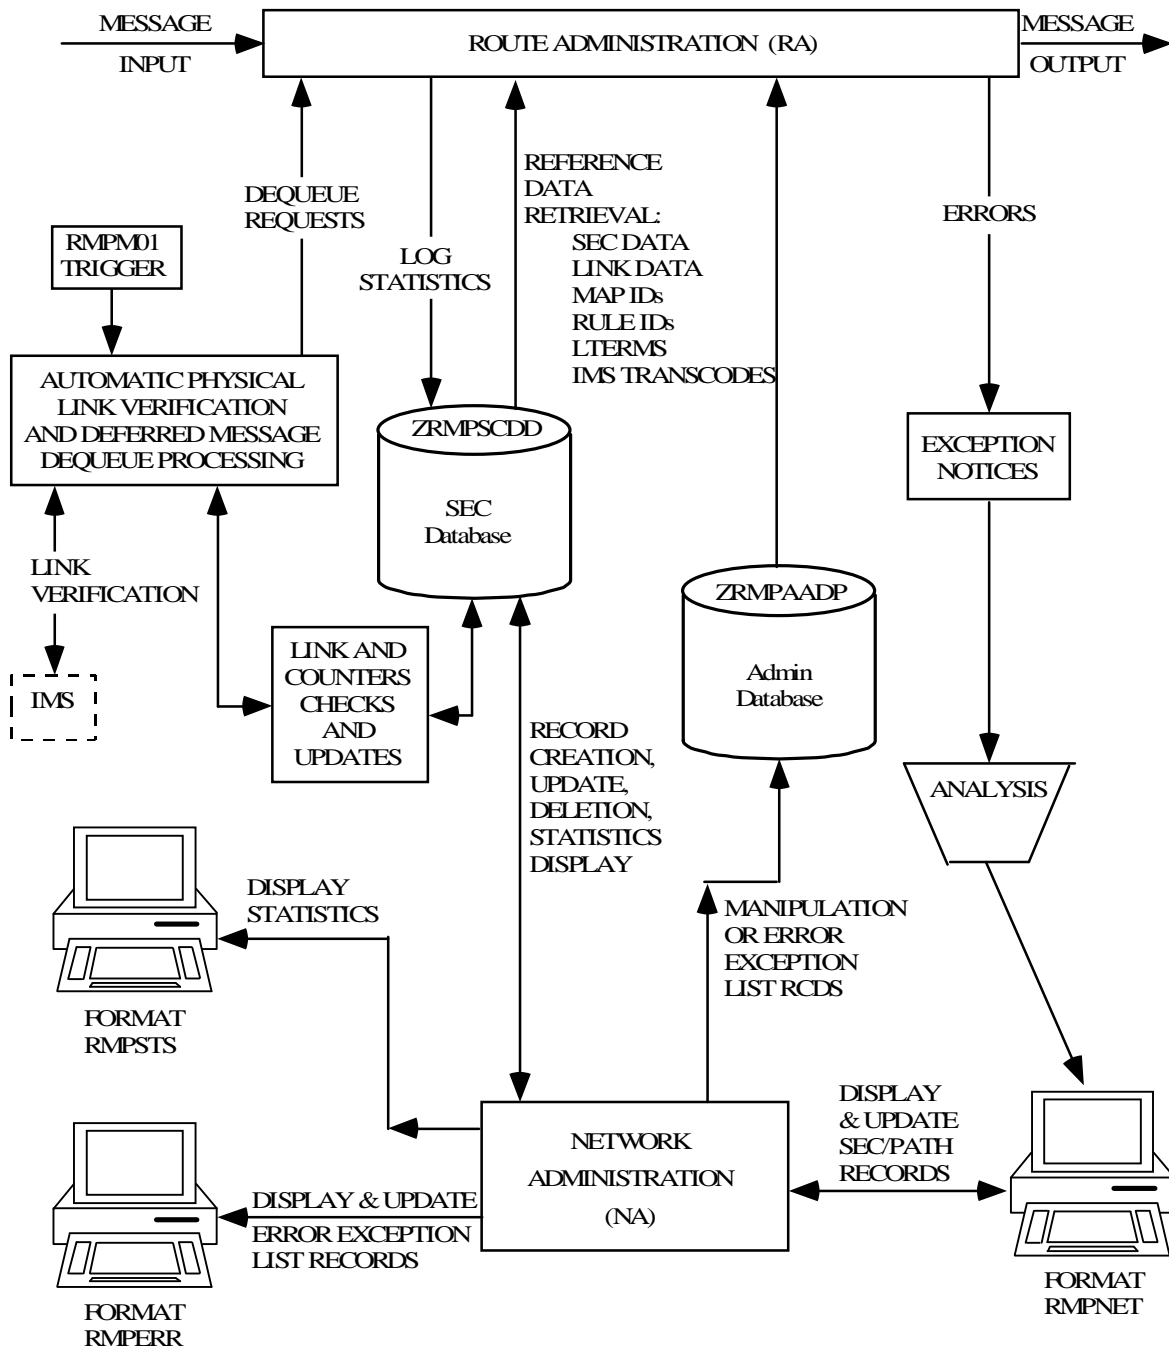 MESSAGE
INPUT
ROUTE ADMINISTRATION (RA)
MESSAGE
OUTPUT
DEQUEUE
REQUESTS
REFERENCE
DATA
RETRIEVAL:
SEC DATA
LINK DATA
MAP IDs
RULE IDs
LTERMS
IMS TRANSCODES
LOG
STATISTICS
ERRORS
RMPM01
TRIGGER
AUTOMATIC PHYSICAL
LINK VERIFICATION
AND DEFERRED MESSAGE
DEQUEUE PROCESSING
ZRMPSCDD
SEC
Database
EXCEPTION
NOTICES
LINK
VERIFICATION
IMS
LINK AND
COUNTERS
CHECKS
AND
UPDATES
ZRMPAADP
Admin
Database
RECORD
CREATION,
UPDATE,
DELETION,
STATISTICS
DISPLAY
ANALYSIS
DISPLAY
STATISTICS
MANIPULATION
OR ERROR
EXCEPTION
LIST RCDS
FORMAT
RMPSTS
NETWORK
ADMINISTRATION
(NA)
DISPLAY
& UPDATE
SEC/PATH
RECORDS
DISPLAY & UPDATE
ERROR EXCEPTION
LIST RECORDS
FORMAT
RMPERR
FORMAT
RMPNET